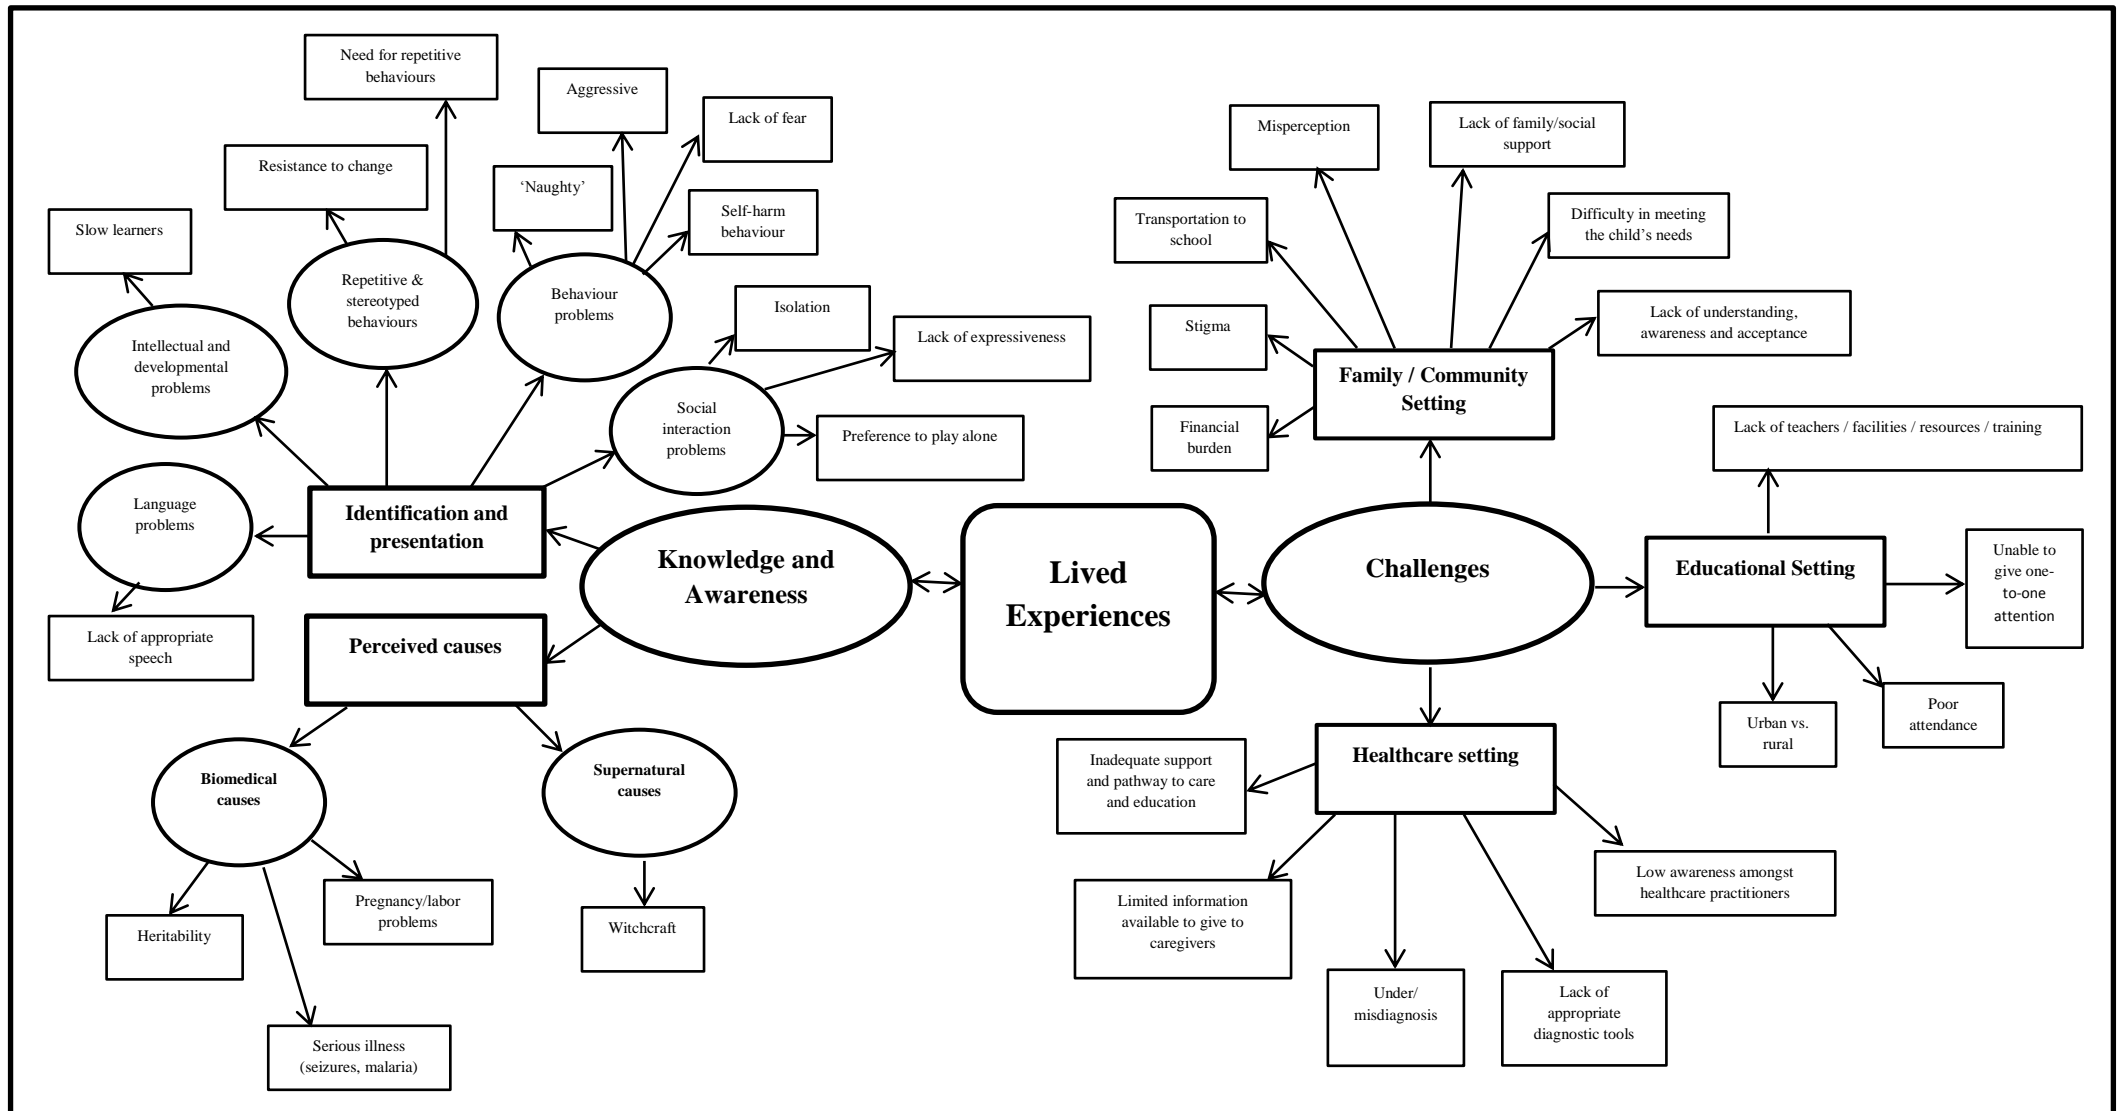 Need for repetitive
behaviours
Aggressive
Lack of fear
Misperception
Lack of family/social
support
Resistance to change
‘Naughty’
Self-harm
behaviour
Slow learners
Transportation to
school
Difficulty in meeting
the child’s needs
Repetitive &
stereotyped
behaviours
Behaviour
problems
Isolation
Lack of expressiveness
Stigma
Lack of understanding,
awareness and acceptance
Intellectual and
developmental
problems
Family / Community
Setting
Social
interaction
problems
Preference to play alone
Financial
burden
Lack of teachers / facilities / resources / training
Language
problems
Identification and
presentation
Knowledge and
Awareness
Lived
Experiences
Challenges
Educational Setting
Unable to
give one-
to-one
attention
Lack of appropriate
speech
Perceived causes
Poor
attendance
Urban vs.
rural
Biomedical
causes
Supernatural
causes
Inadequate support
and pathway to care
and education
Healthcare setting
Pregnancy/labor
problems
Heritability
Witchcraft
Limited information
available to give to
caregivers
Low awareness amongst
healthcare practitioners
Under/
misdiagnosis
Lack of
appropriate
diagnostic tools
Serious illness
(seizures, malaria)